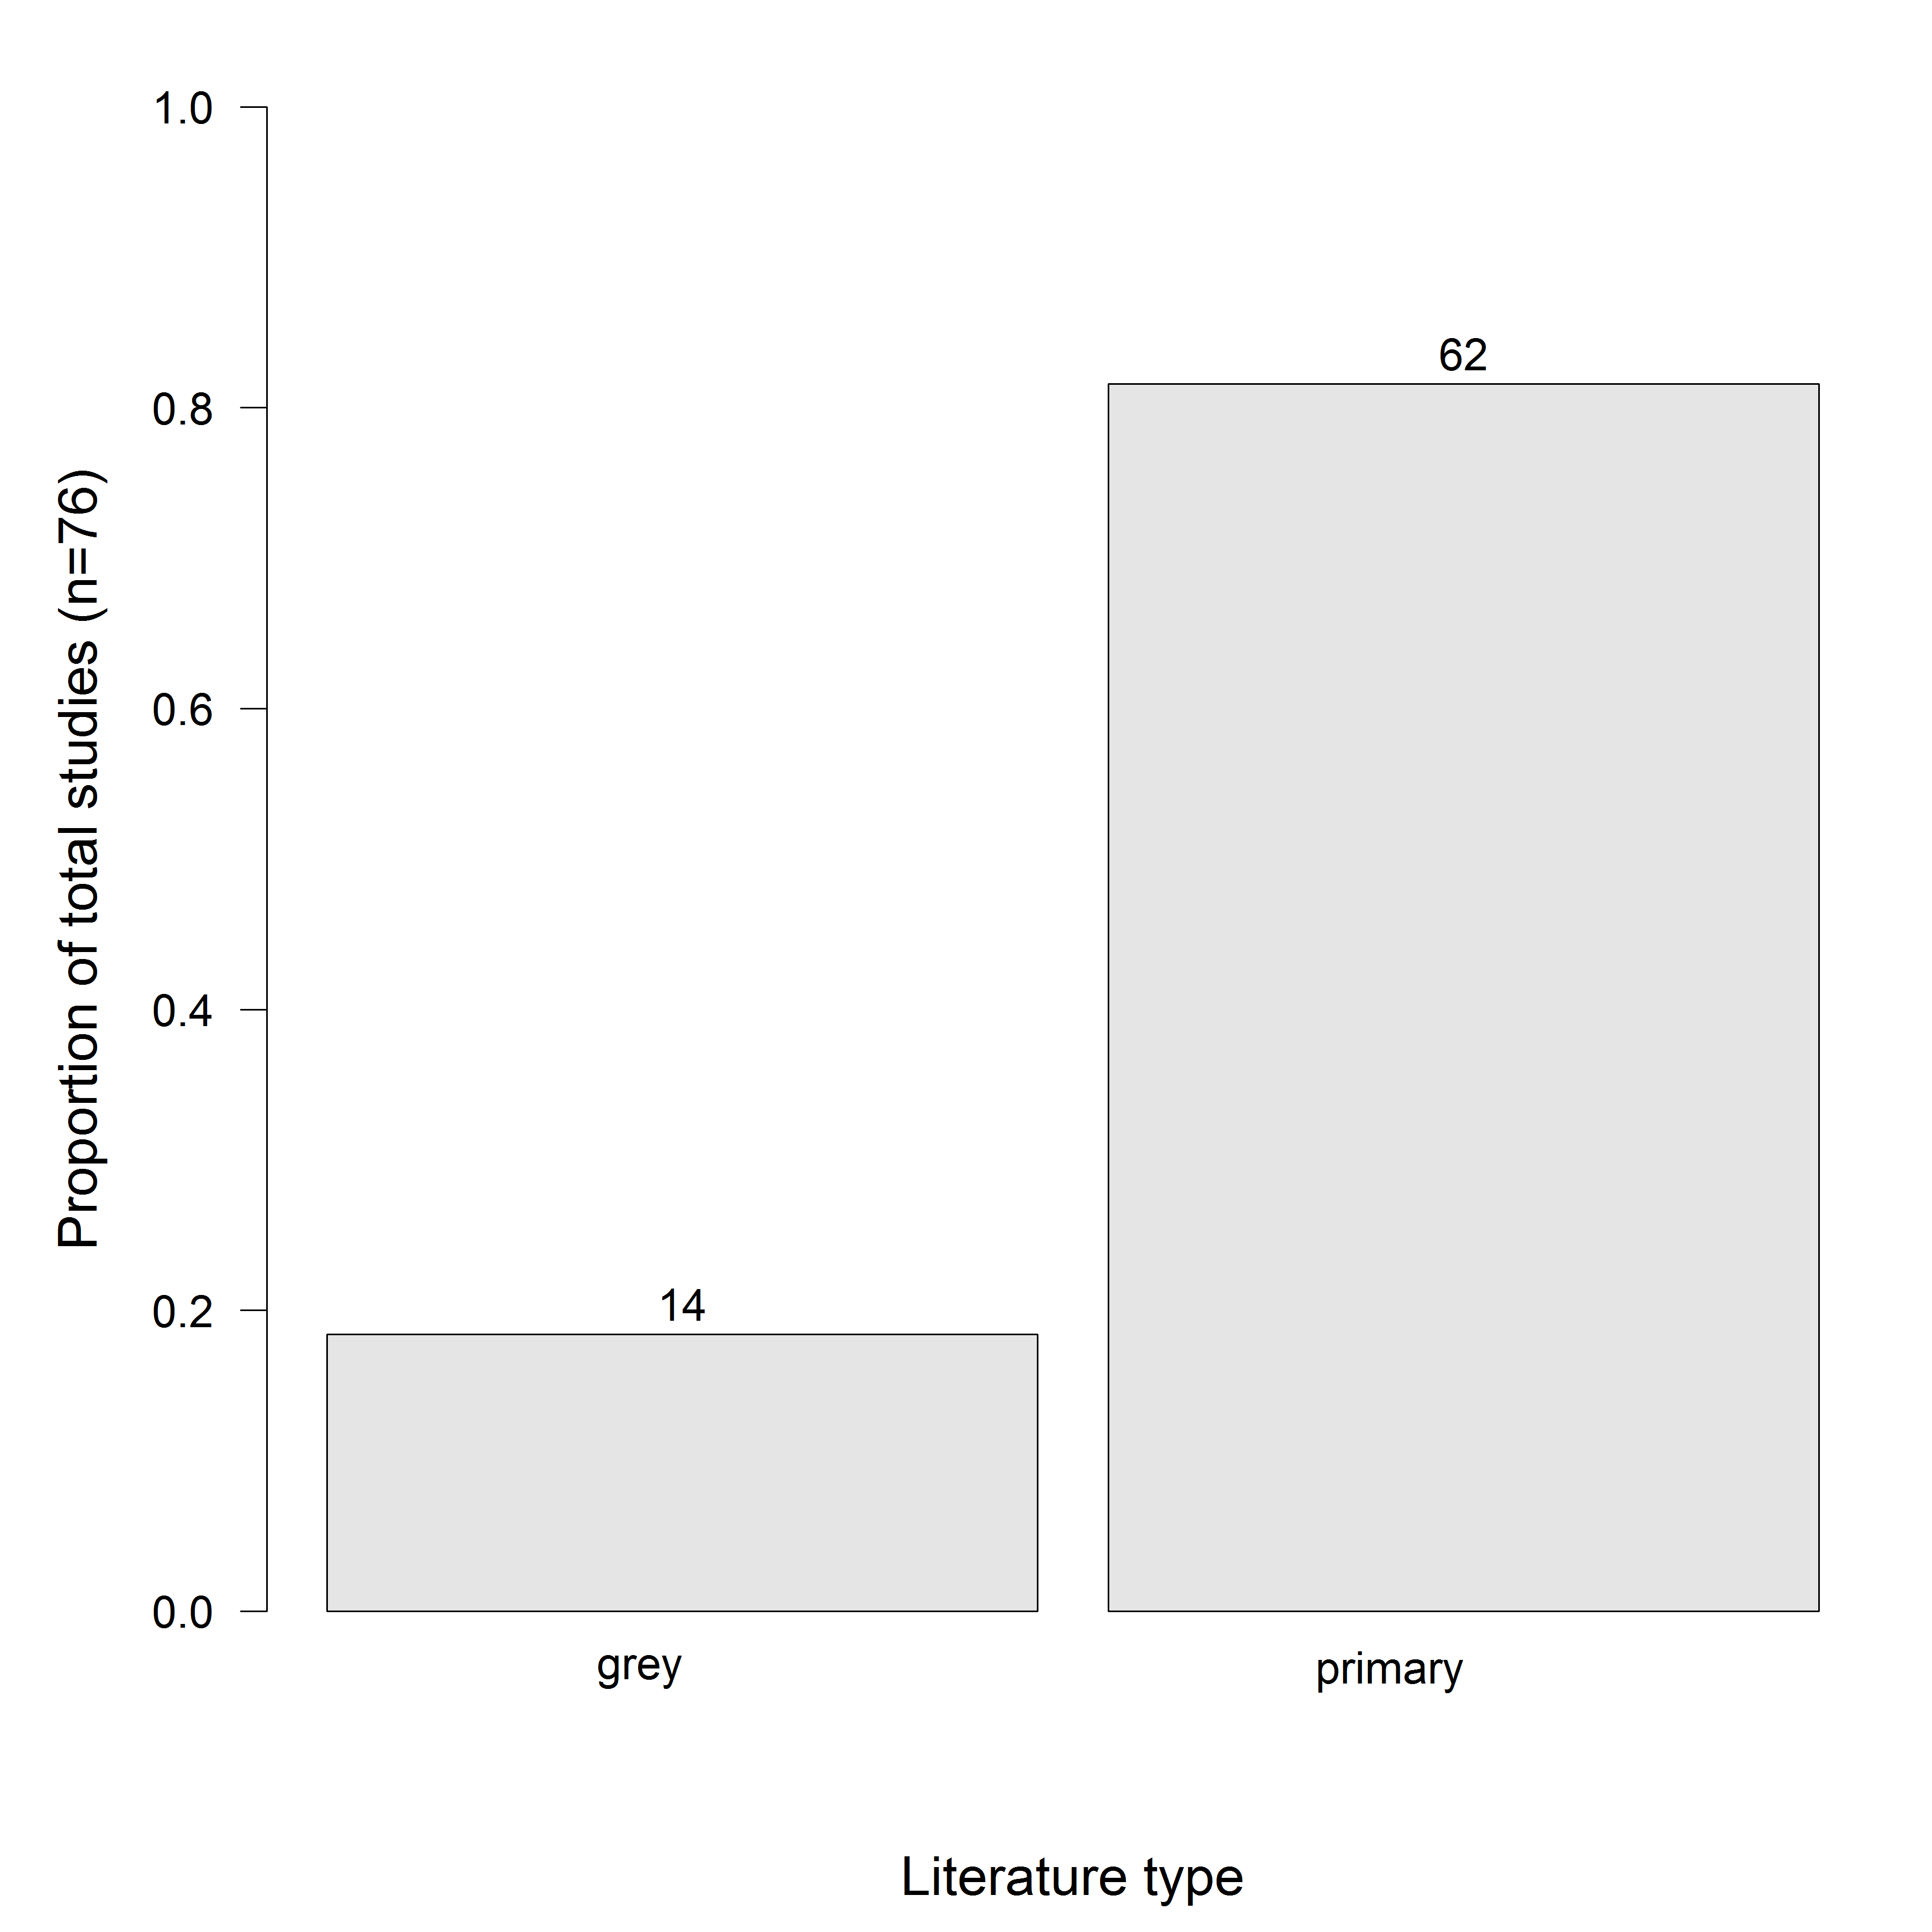 Proportion of total studies (n=76)
1.0
0.8
0.6
0.4
0.2
0.0
14
62
grey
primary
Literature type